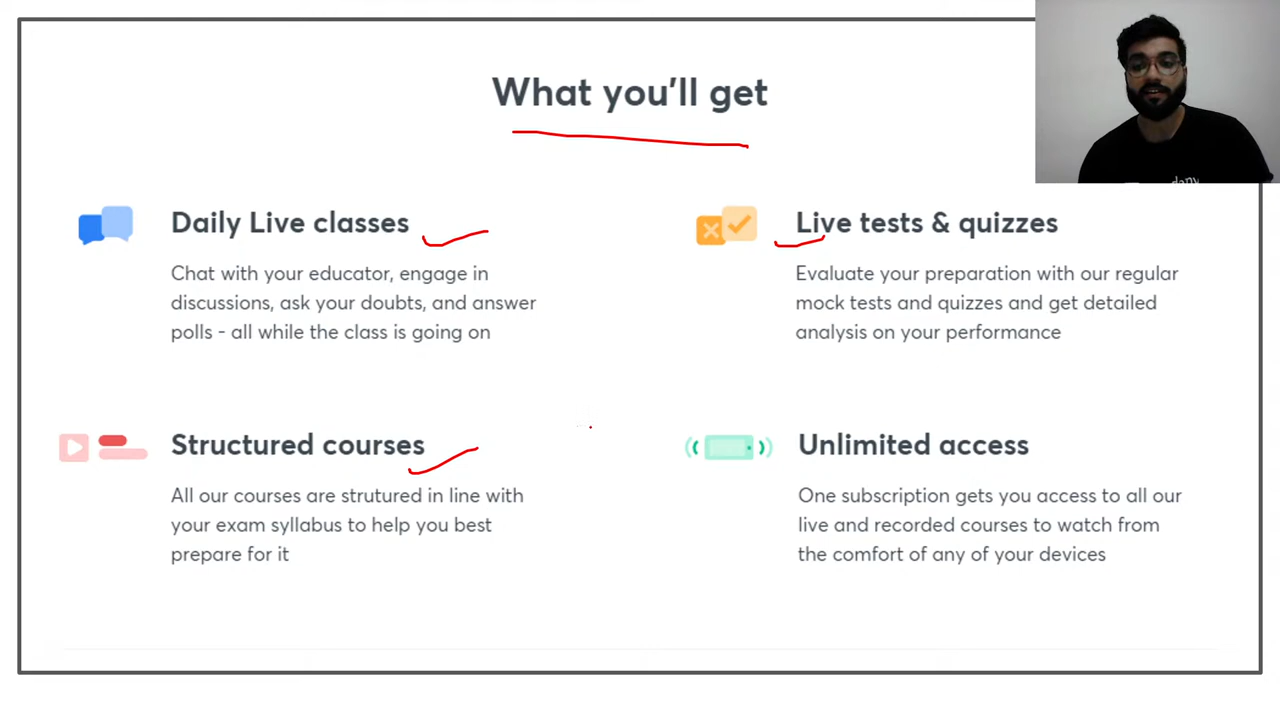 What you'll get
Daily Live classes
Chat with your educator, engage in
discussions, ask your doubts, and answer
polls - all while the class is going on
Live tests & quizzes
Evaluate your preparation with our regular
mock tests and quizzes and get detailed
analysis on your performance
Structured courses
All our courses are strutured in line with
your exam syllabus to help you best
prepare for it
Unlimited access
One subscription gets you access to all our
live and recorded courses to watch from
the comfort of any of your devices